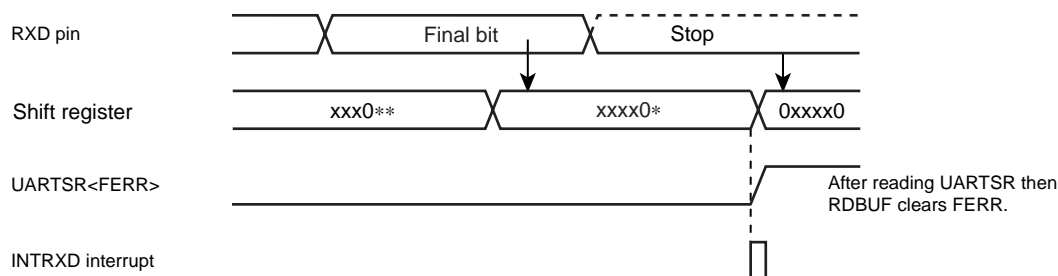 RXD pin
Final bit
Stop
Shift register
xxx0**
xxxx0*
0xxxx0
UARTSR<FERR>
After reading UARTSR then
RDBUF clears FERR.
INTRXD interrupt